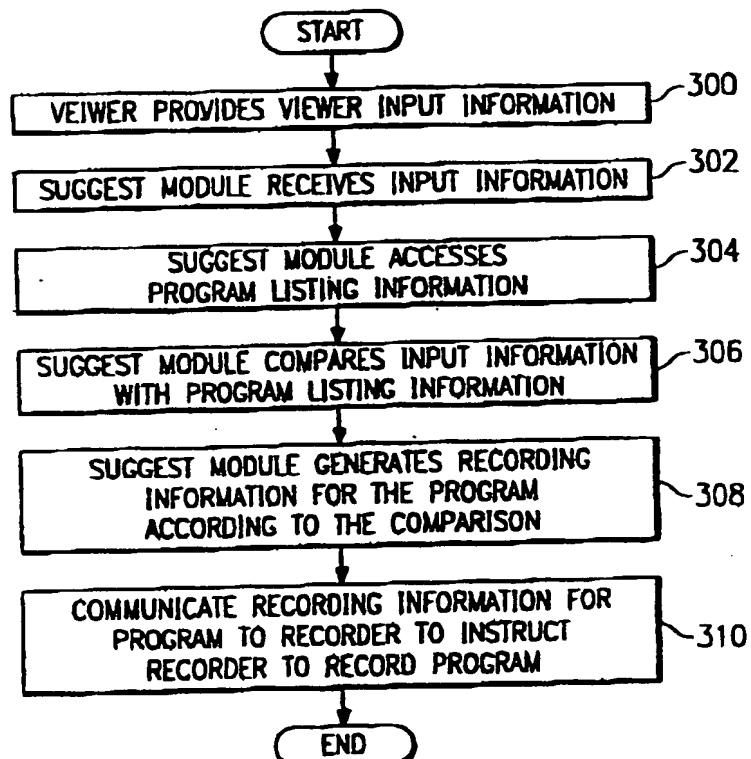 START
VEIWER PROVIDES VIEWER INPUT INFORMATION
300
SUGGEST MODULE RECEIVES INPUT INFORMATION
302
SUGGEST MODULE ACCESSES
PROGRAM LISTING INFORMATION
304
SUGGEST MODULE COMPARES INPUT INFORMATION
WITH PROGRAM LISTING INFORMATION
306
SUGGEST MODULE GENERATES RECORDING
INFORMATION FOR THE PROGRAM
ACCORDING TO THE COMPARISON
308
COMMUNICATE RECORDING INFORMATION FOR
PROGRAM TO RECORDER TO INSTRUCT
RECORDER TO RECORD PROGRAM
310
END